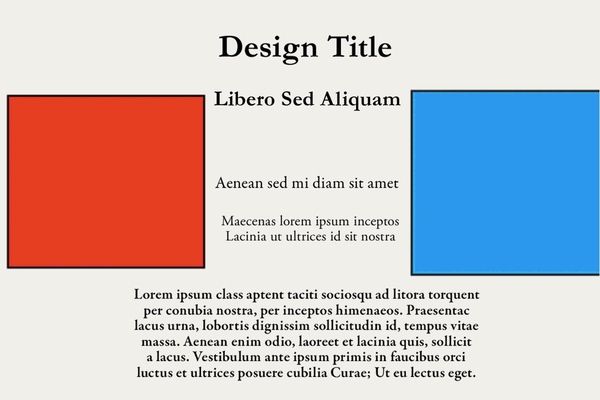 Design Title
Libero Sed Aliquam
Aenean sed mi diam sit amet
Maecenas lorem ipsum inceptos
Lacinia ut ultrices id sit nostra
Lorem ipsum class aptent taciti sociosqu ad litora torquent
per conubia nostra, per inceptos himenaeos. Praesentac
lacus urna, lobortis dignissim sollicitudin id, tempus vitae
massa. Aenean enim odio, laoreet et lacinia quis, sollicit
a lacus. Vestibulum ante ipsum primis in faucibus orci
luctus et ultrices posuere cubilia Curae; Ut eu lectus eget.